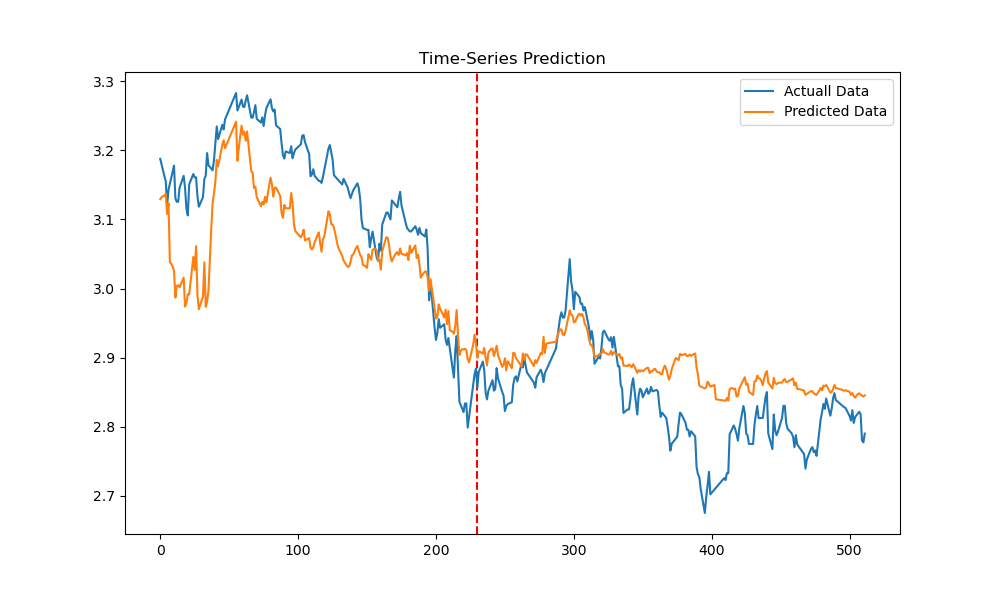 Time-Series Prediction
Actuall Data
Predicted Data
3.3
3.2
3.1
3.0
2.9
2.8
2.7
0 100 200 300 400 500